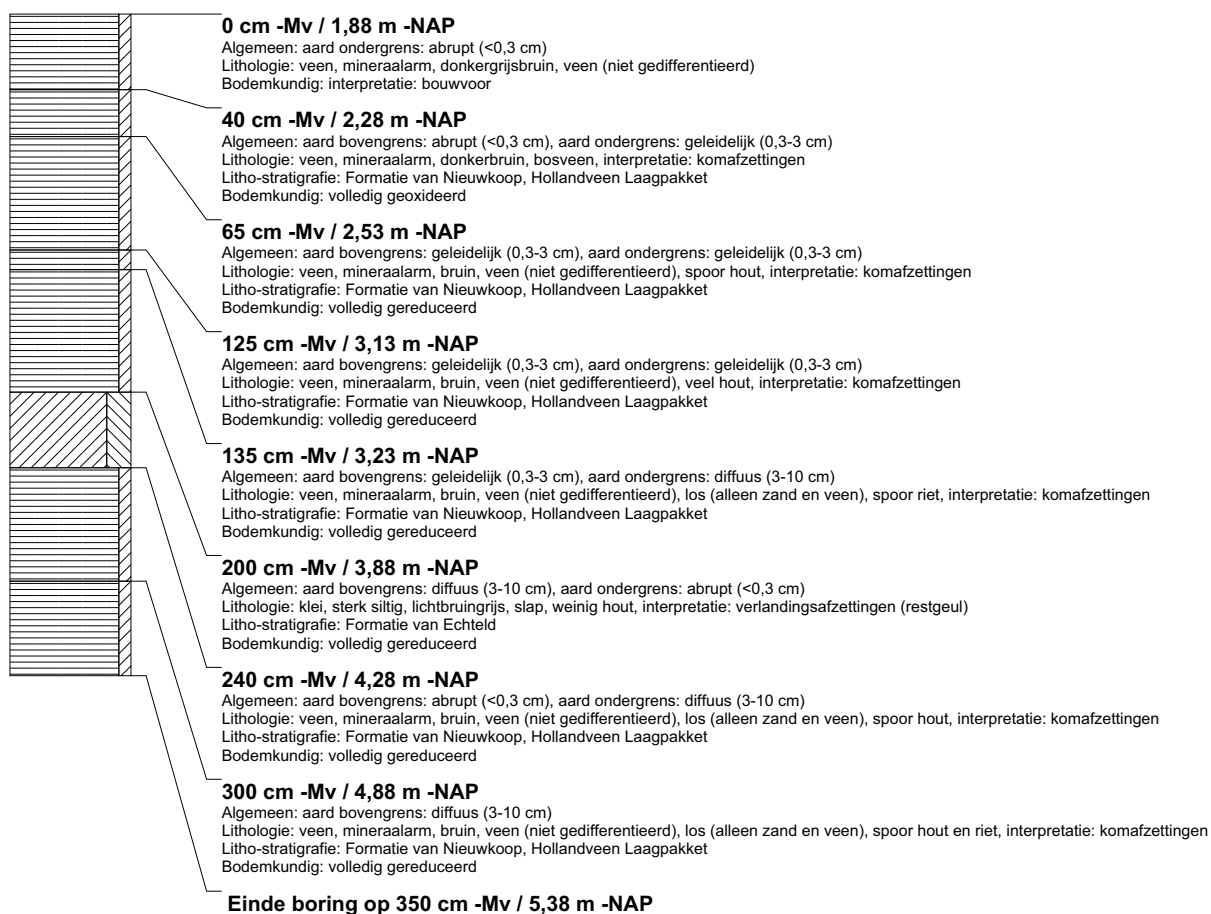 0 cm -Mv / 1,88 m -NAP
Algemeen: aard ondergrens: abrupt (<0,3 cm)
Lithologie: veen, mineraalarm, donkergrijsbruin, veen (niet gedifferentieerd)
Bodemkundig: interpretatie: bouwvoor
40 cm -Mv / 2,28 m -NAP
Algemeen: aard bovengrens: abrupt (<0,3 cm), aard ondergrens: geleidelijk (0,3-3 cm)
Lithologie: veen, mineraalarm, donkerbruin, bosveen, interpretatie: komafzettingen
Litho-stratigrafie: Formatie van Nieuwkoop, Hollandveen Laagpakket
Bodemkundig: volledig geoxideerd
65 cm -Mv / 2,53 m -NAP
Algemeen: aard bovengrens: geleidelijk (0,3-3 cm), aard ondergrens: geleidelijk (0,3-3 cm)
Lithologie: veen, mineraalarm, bruin, veen (niet gedifferentieerd), spoor hout, interpretatie: komafzettingen
Litho-stratigrafie: Formatie van Nieuwkoop, Hollandveen Laagpakket
Bodemkundig: volledig gereduceerd
125 cm -Mv / 3,13 m -NAP
Algemeen: aard bovengrens: geleidelijk (0,3-3 cm), aard ondergrens: geleidelijk (0,3-3 cm)
Lithologie: veen, mineraalarm, bruin, veen (niet gedifferentieerd), veel hout, interpretatie: komafzettingen
Litho-stratigrafie: Formatie van Nieuwkoop, Hollandveen Laagpakket
Bodemkundig: volledig gereduceerd
135 cm -Mv / 3,23 m -NAP
Algemeen: aard bovengrens: geleidelijk (0,3-3 cm), aard ondergrens: diffuus (3-10 cm)
Lithologie: veen, mineraalarm, bruin, veen (niet gedifferentieerd), los (alleen zand en veen), spoor riet, interpretatie: komafzettingen
Litho-stratigrafie: Formatie van Nieuwkoop, Hollandveen Laagpakket
Bodemkundig: volledig gereduceerd
200 cm -Mv / 3,88 m -NAP
Algemeen: aard bovengrens: diffuus (3-10 cm), aard ondergrens: abrupt (<0,3 cm)
Lithologie: klei, sterk siltig, lichtbruingrijs, slap, weinig hout, interpretatie: verlandingsafzettingen (restgeul)
Litho-stratigrafie: Formatie van Echteld
Bodemkundig: volledig gereduceerd
240 cm -Mv / 4,28 m -NAP
Algemeen: aard bovengrens: abrupt (<0,3 cm), aard ondergrens: diffuus (3-10 cm)
Lithologie: veen, mineraalarm, bruin, veen (niet gedifferentieerd), los (alleen zand en veen), spoor hout, interpretatie: komafzettingen
Litho-stratigrafie: Formatie van Nieuwkoop, Hollandveen Laagpakket
Bodemkundig: volledig gereduceerd
300 cm -Mv / 4,88 m -NAP
Algemeen: aard bovengrens: diffuus (3-10 cm)
Lithologie: veen, mineraalarm, bruin, veen (niet gedifferentieerd), los (alleen zand en veen), spoor hout en riet, interpretatie: komafzettingen
Litho-stratigrafie: Formatie van Nieuwkoop, Hollandveen Laagpakket
Bodemkundig: volledig gereduceerd
Einde boring op 350 cm -Mv / 5,38 m -NAP